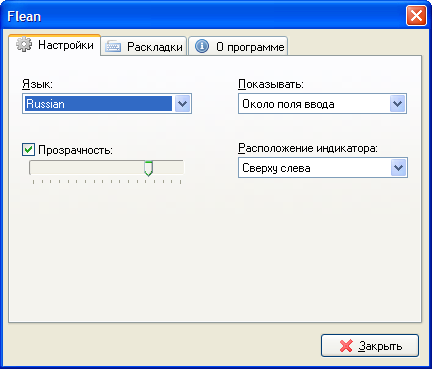 Flean
Настройки
Раскладки
О программе
Язык:
Показывать:
Russian
Около поля ввода
Прозрачность:
Расположение индикатора:
Сверху слева
Закрыть